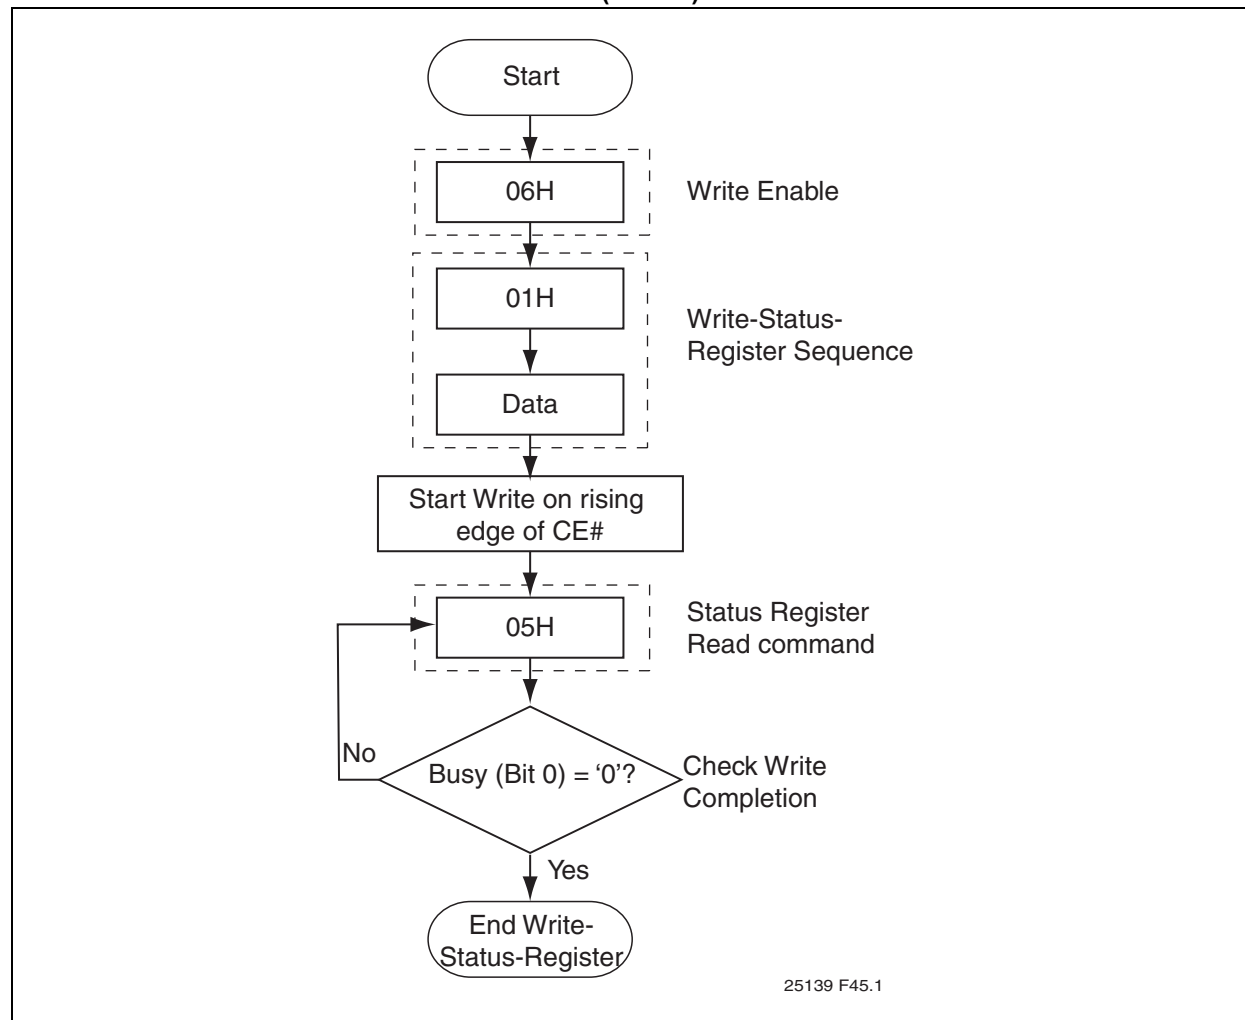 Start
06H
Write Enable
01H
Write-Status-
Register Sequence
Data
Start Write on rising
edge of CE#
05H
Status Register
Read command
No
Busy (Bit 0) = ‘0’?
Check Write
Completion
Yes
End Write-
Status-Register
25139 F45.1